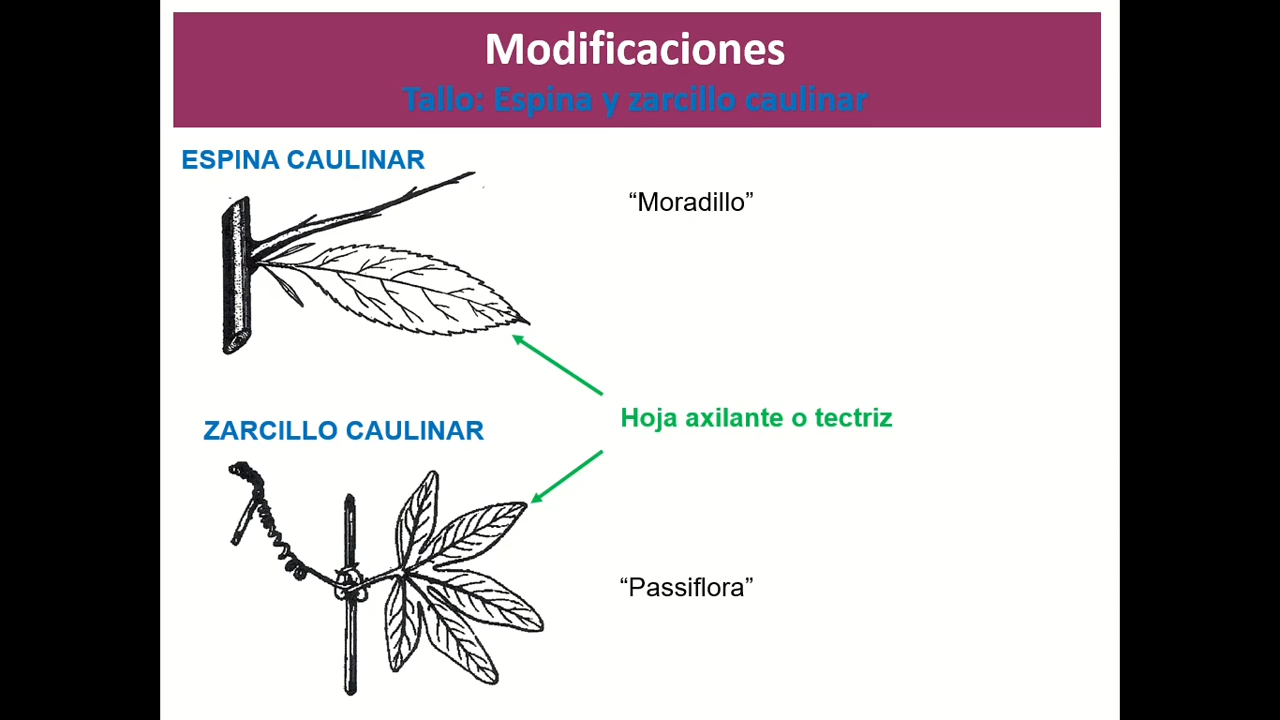 Modificaciones
Tallo: Espina y zarcillo caulinar
ESPINA CAULINAR
“Moradillo”
Hoja axilante o tectriz
ZARCILLO CAULINAR
“Passiflora”